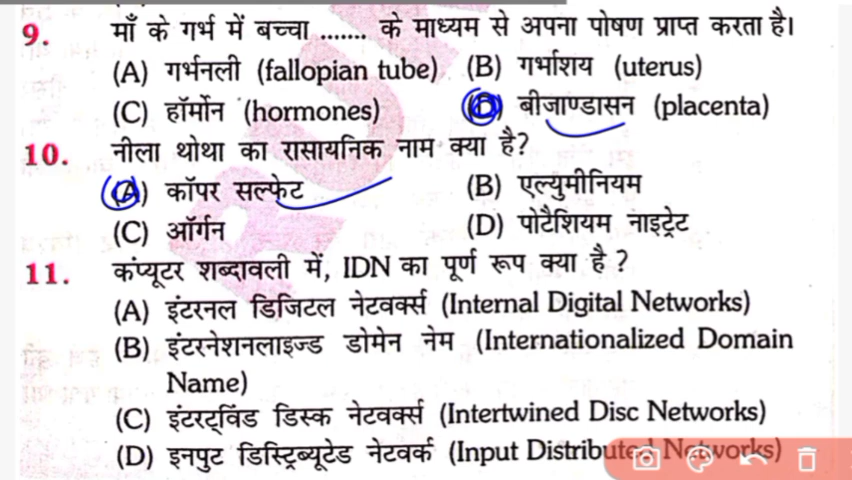 9. माँ के गर्भ में बच्चा ........ के माध्यम से अपना पोषण प्राप्त करता है।
(A) गर्भनली (fallopian tube) (B) गर्भाशय (uterus)
(C) हॉर्मोन (hormones) (D) बीजाण्डासन (placenta)
10. नीला थोथा का रासायनिक नाम क्या है?
(A) कॉपर सल्फेट (B) एल्युमीनियम
(C) ऑर्गन (D) पोटैशियम नाइट्रेट
11. कंप्यूटर शब्दावली में, IDN का पूर्ण रूप क्या है ?
(A) इंटरनल डिजिटल नेटवर्क्स (Internal Digital Networks)
(B) इंटरनेशनलाइज्ड डोमेन नेम (Internationalized Domain
Name)
(C) इंटरट्विंड डिस्क नेटवर्क्स (Intertwined Disc Networks)
(D) इनपुट डिस्ट्रिब्यूटेड नेटवर्क (Input Distributed Networks)